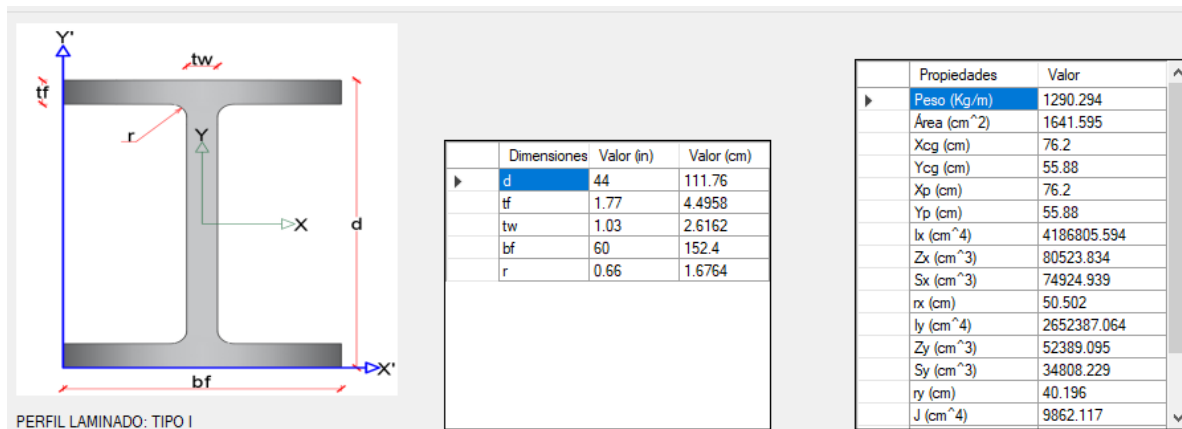 Y'
tw
tf
r
Y
X
d
X'
bf
PERFIL LAMINADO: TIPO I
Dimensiones Valor (in) Valor (cm)
d 44 111.76
tf 1.77 4.4958
tw 1.03 2.6162
bf 60 152.4
r 0.66 1.6764
Propiedades Valor
Peso (Kg/m) 1290.294
Área (cm^2) 1641.595
Xcg (cm) 76.2
Ycg (cm) 55.88
Xp (cm) 76.2
Yp (cm) 55.88
Ix (cm^4) 4186805.594
Zx (cm^3) 80523.834
Sx (cm^3) 74924.939
rx (cm) 50.502
Iy (cm^4) 2652387.064
Zy (cm^3) 52389.095
Sy (cm^3) 34808.229
ry (cm) 40.196
J (cm^4) 9862.117